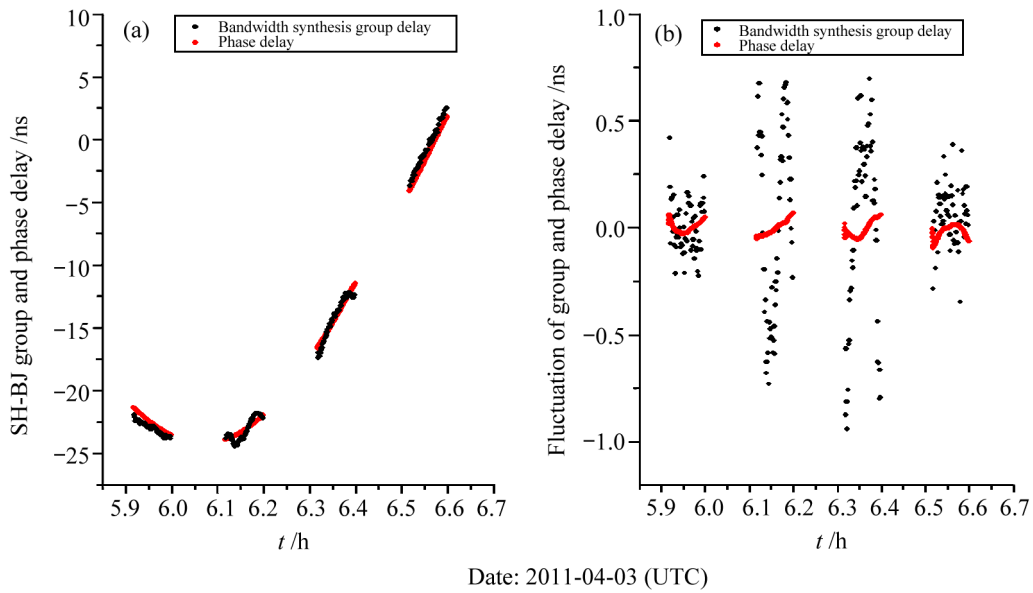 (a)
Bandwidth synthesis group delay
Phase delay
SH-BJ group and phase delay /ns
10
5
0
−5
−10
−15
−20
−25
5.9 6.0 6.1 6.2 6.3 6.4 6.5 6.6 6.7
t /h
(b)
Bandwidth synthesis group delay
Phase delay
Fluctuation of group and phase delay /ns
1.0
0.5
0.0
−0.5
−1.0
5.9 6.0 6.1 6.2 6.3 6.4 6.5 6.6 6.7
t /h
Date: 2011-04-03 (UTC)